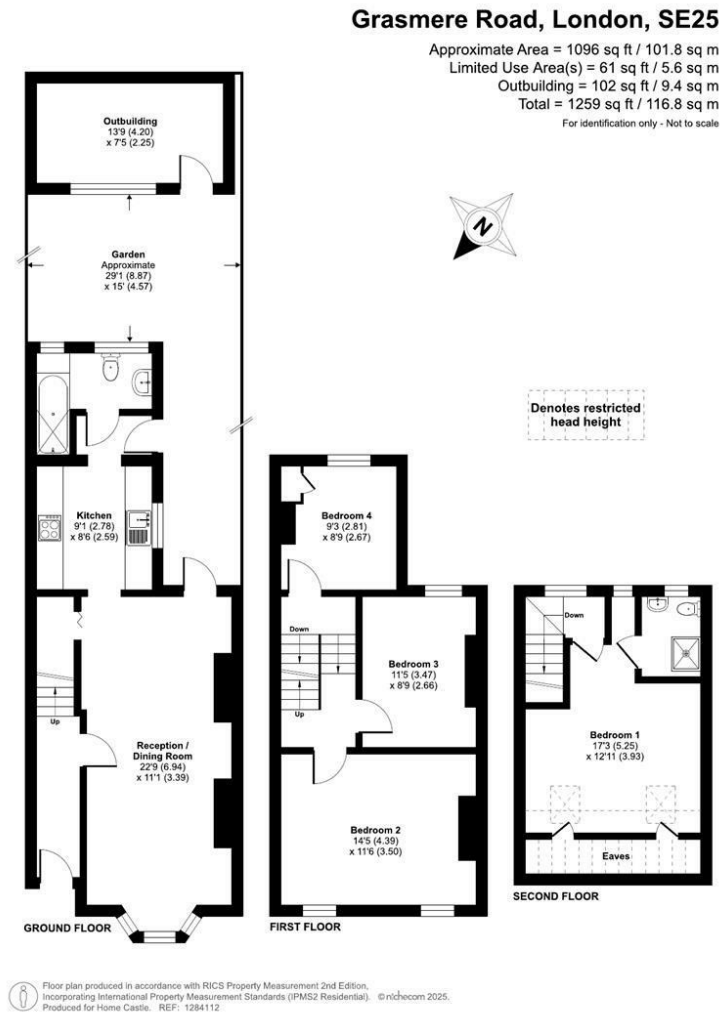 Grasmere Road, London, SE25
Approximate Area = 1096 sq ft / 101.8 sq m
Limited Use Area(s) = 61 sq ft / 5.6 sq m
Outbuilding = 102 sq ft / 9.4 sq m
Total = 1259 sq ft / 116.8 sq m
For identification only - Not to scale
Outbuilding
13'9 (4.20)
x 7'5 (2.25)
N
Garden
Approximate
29'1 (8.87)
x 15' (4.57)
Denotes restricted
head height
Kitchen
9'1 (2.78)
x 8'6 (2.59)
Up
Reception /
Dining Room
22'9 (6.94)
x 11'1 (3.39)
GROUND FLOOR
Bedroom 4
9'3 (2.81)
x 8'9 (2.67)
Down
Up
Bedroom 3
11'5 (3.47)
x 8'9 (2.66)
Bedroom 2
14'5 (4.39)
x 11'6 (3.50)
FIRST FLOOR
Down
Bedroom 1
17'3 (5.25)
x 12'11 (3.93)
Eaves
SECOND FLOOR
Floor plan produced in accordance with RICS Property Measurement 2nd Edition,
Incorporating International Property Measurement Standards (IPMS2 Residential). © nichecom 2025.
Produced for Home Castle. REF: 1284112